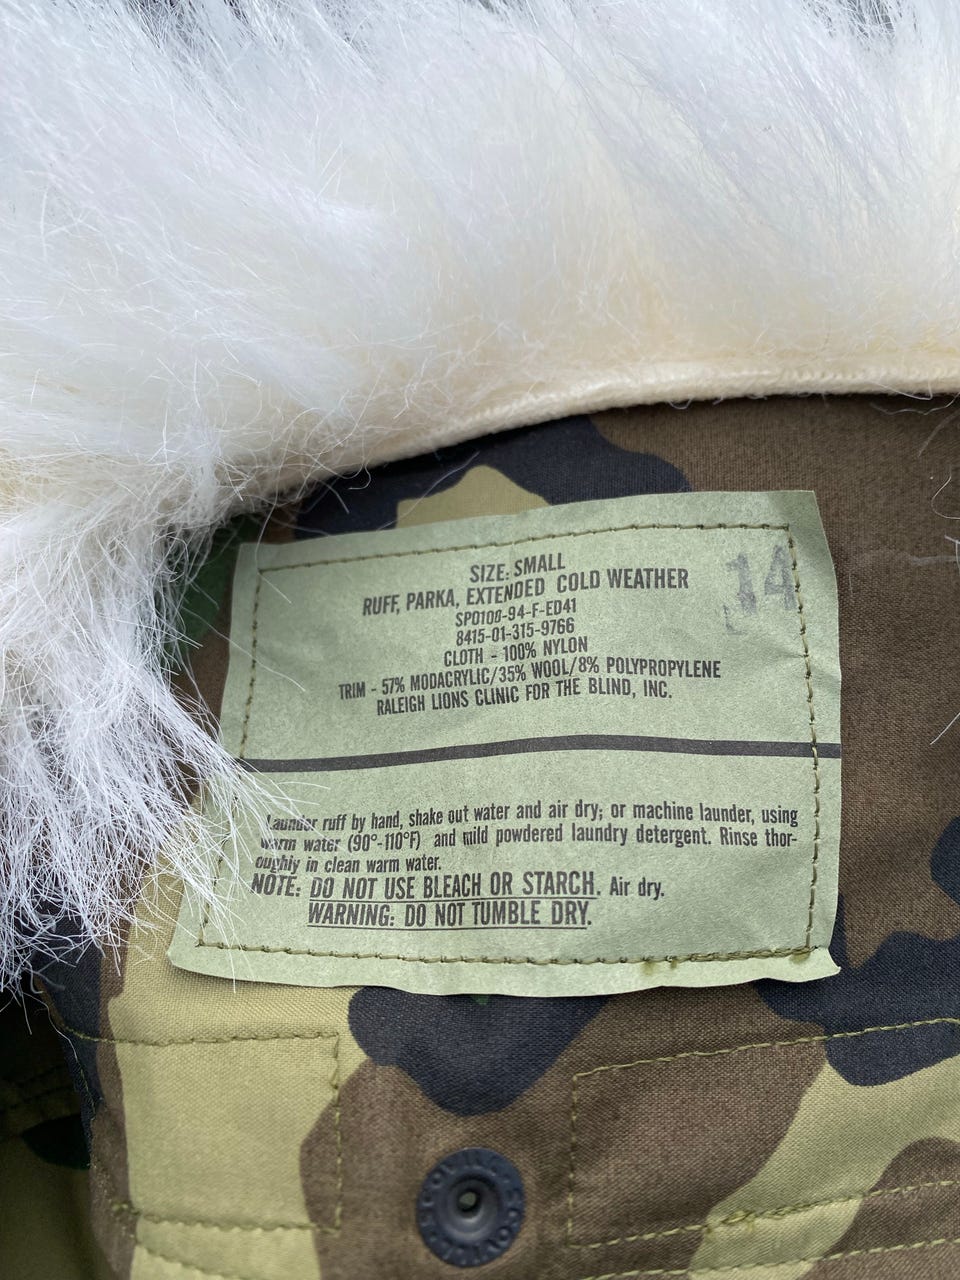 SIZE: SMALL
RUFF, PARKA, EXTENDED COLD WEATHER
14
SPO100-94-F-ED41
8415-01-315-9766
CLOTH - 100% NYLON
TRIM - 57% MODACRYLIC/35% WOOL/8% POLYPROPYLENE
RALEIGH LIONS CLINIC FOR THE BLIND, INC.
Launder ruff by hand, shake out water and air dry; or machine launder, using
warm water (90°-110°F) and mild powdered laundry detergent. Rinse thor-
oughly in clean warm water.
NOTE: DO NOT USE BLEACH OR STARCH. Air dry.
WARNING: DO NOT TUMBLE DRY.
SCOVILL
SCOVILL